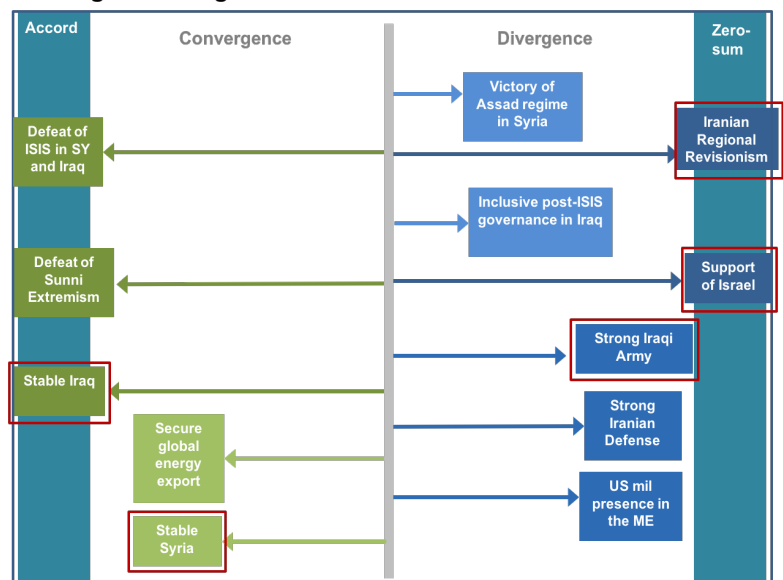 Accord
Convergence
Divergence
Zero-
sum
Victory of
Assad regime
in Syria
Defeat of
ISIS in SY
and Iraq
Iranian
Regional
Revisionism
Inclusive post-ISIS
governance in Iraq
Defeat of
Sunni
Extremism
Support
of Israel
Strong Iraqi
Army
Stable Iraq
Strong
Iranian
Defense
Secure
global
energy
export
US mil
presence in
the ME
Stable
Syria